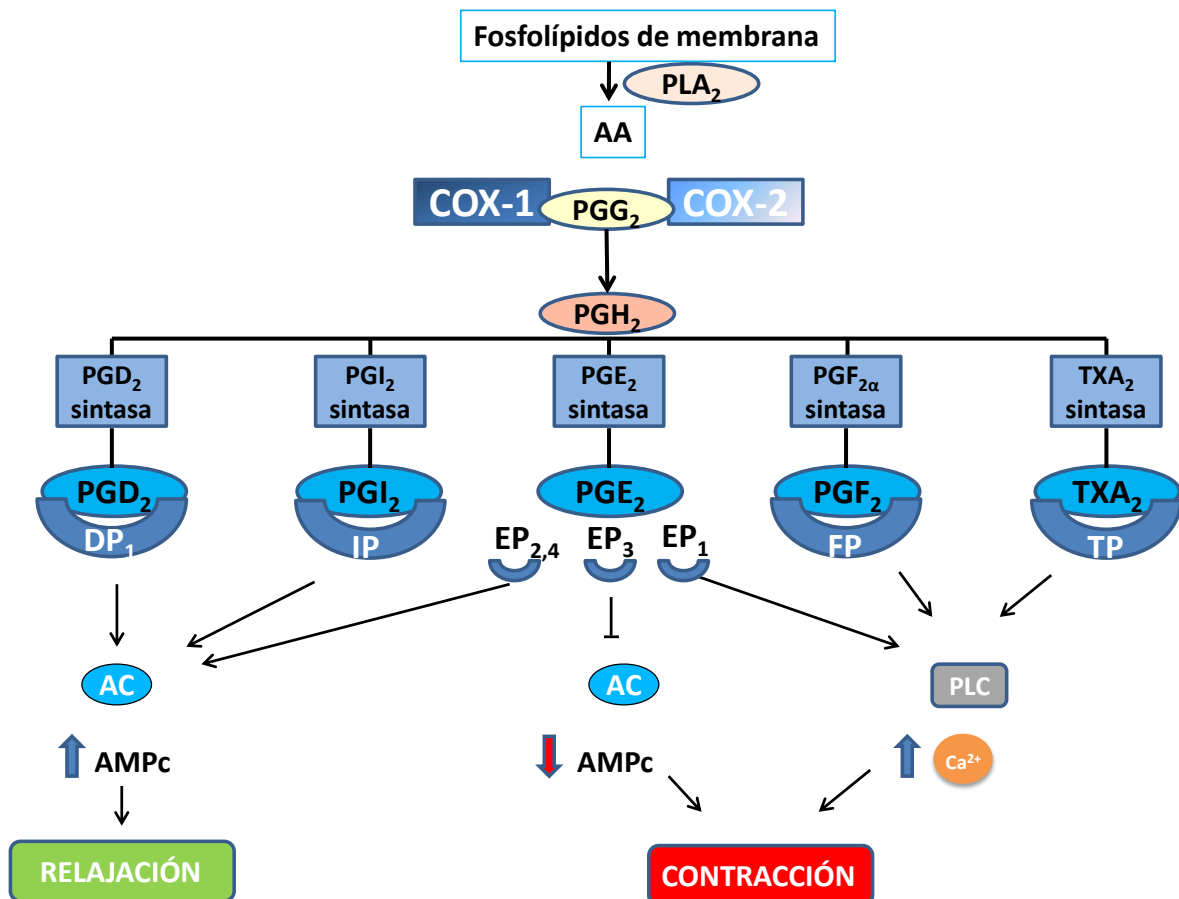 Fosfolípidos de membrana
PLA₂
AA
COX-1
PGG₂
COX-2
PGH₂
PGD₂
sintasa
PGI₂
sintasa
PGE₂
sintasa
PGF₂α
sintasa
TXA₂
sintasa
PGD₂
PGI₂
PGE₂
PGF₂
TXA₂
DP₁
IP
EP₂,₄
EP₃
EP₁
FP
TP
AC
AC
PLC
AMPc
AMPc
Ca²⁺
RELAJACIÓN
CONTRACCIÓN